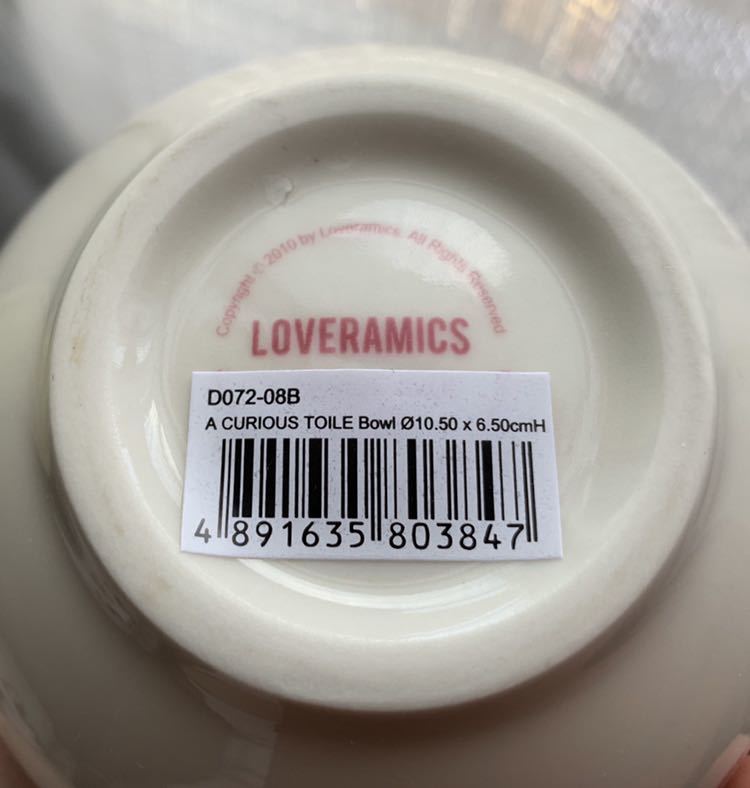 Copyright © 2010 by Loveramics. All Rights Reserved
LOVERAMICS
D072-08B
A CURIOUS TOILE Bowl Ø10.50 x 6.50cmH
4 891635 803847